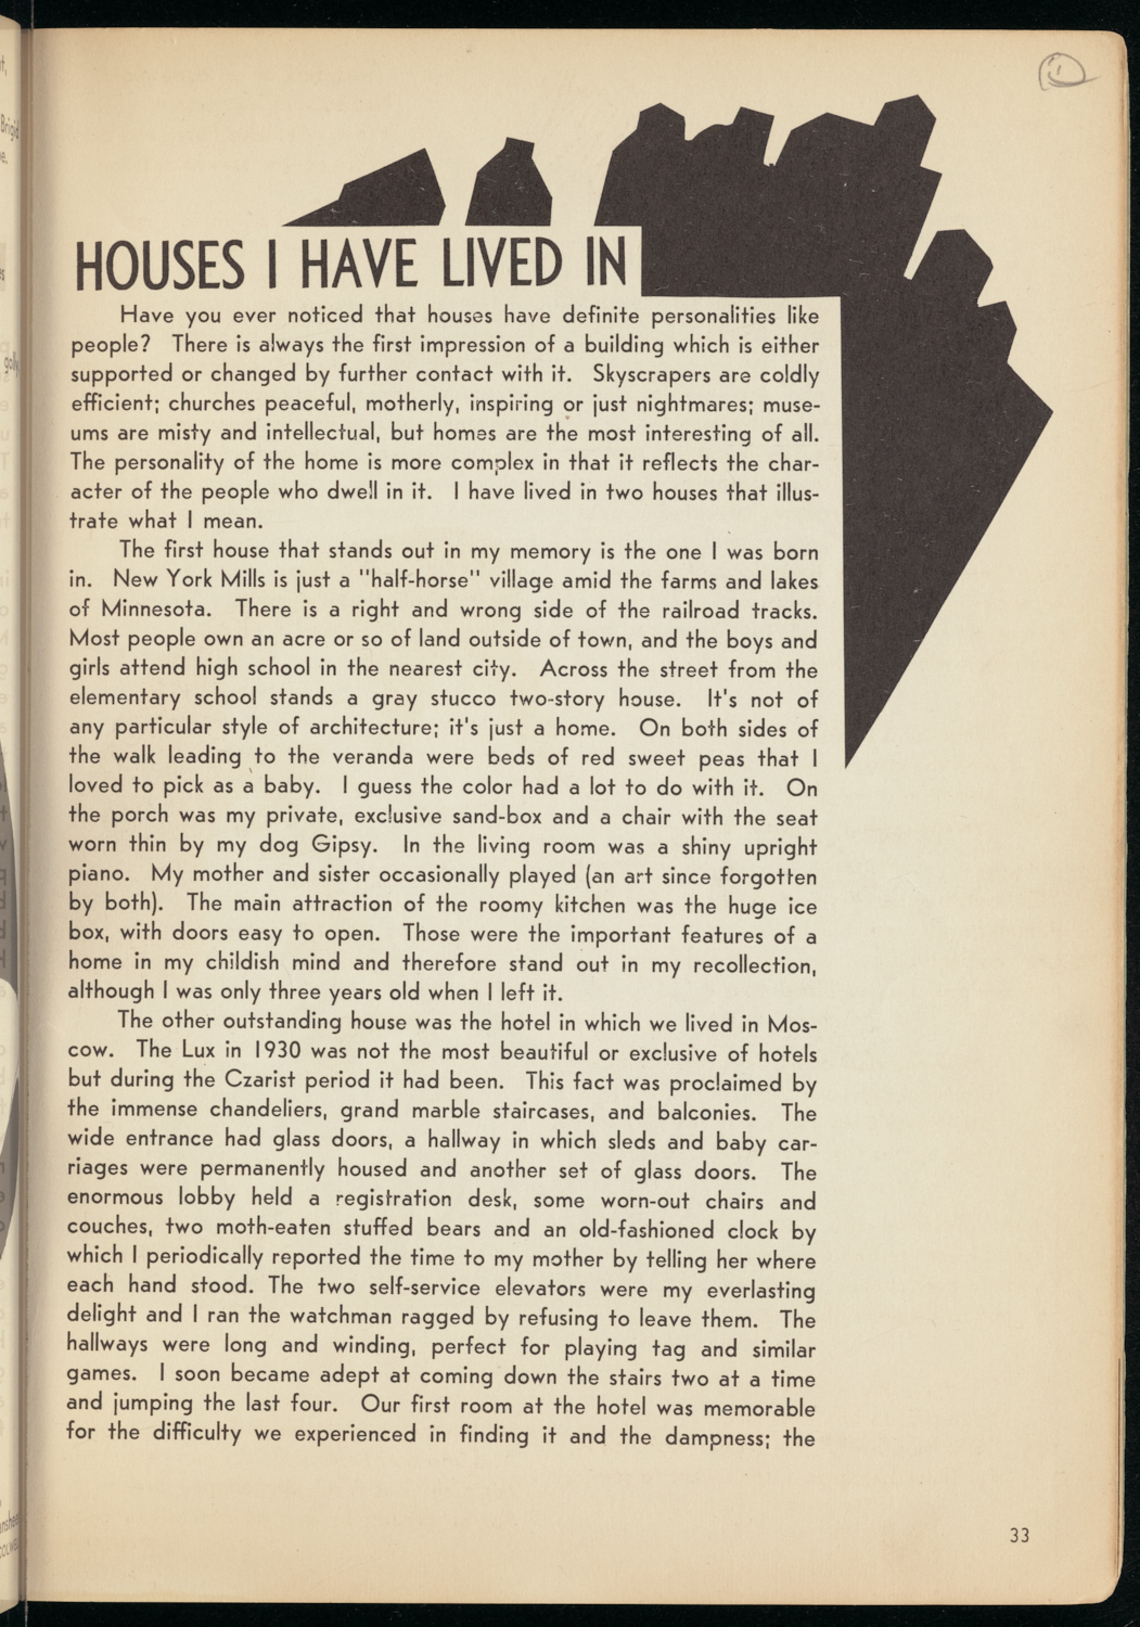 HOUSES I HAVE LIVED IN
Have you ever noticed that houses have definite personalities like
people? There is always the first impression of a building which is either
supported or changed by further contact with it. Skyscrapers are coldly
efficient; churches peaceful, motherly, inspiring or just nightmares; muse-
ums are misty and intellectual, but homes are the most interesting of all.
The personality of the home is more complex in that it reflects the char-
acter of the people who dwell in it. I have lived in two houses that illus-
trate what I mean.
The first house that stands out in my memory is the one I was born
in. New York Mills is just a "half-horse" village amid the farms and lakes
of Minnesota. There is a right and wrong side of the railroad tracks.
Most people own an acre or so of land outside of town, and the boys and
girls attend high school in the nearest city. Across the street from the
elementary school stands a gray stucco two-story house. It's not of
any particular style of architecture; it's just a home. On both sides of
the walk leading to the veranda were beds of red sweet peas that I
loved to pick as a baby. I guess the color had a lot to do with it. On
the porch was my private, exclusive sand-box and a chair with the seat
worn thin by my dog Gipsy. In the living room was a shiny upright
piano. My mother and sister occasionally played (an art since forgotten
by both). The main attraction of the roomy kitchen was the huge ice
box, with doors easy to open. Those were the important features of a
home in my childish mind and therefore stand out in my recollection,
although I was only three years old when I left it.
The other outstanding house was the hotel in which we lived in Mos-
cow. The Lux in 1930 was not the most beautiful or exclusive of hotels
but during the Czarist period it had been. This fact was proclaimed by
the immense chandeliers, grand marble staircases, and balconies. The
wide entrance had glass doors, a hallway in which sleds and baby car-
riages were permanently housed and another set of glass doors. The
enormous lobby held a registration desk, some worn-out chairs and
couches, two moth-eaten stuffed bears and an old-fashioned clock by
which I periodically reported the time to my mother by telling her where
each hand stood. The two self-service elevators were my everlasting
delight and I ran the watchman ragged by refusing to leave them. The
hallways were long and winding, perfect for playing tag and similar
games. I soon became adept at coming down the stairs two at a time
and jumping the last four. Our first room at the hotel was memorable
for the difficulty we experienced in finding it and the dampness; the
33